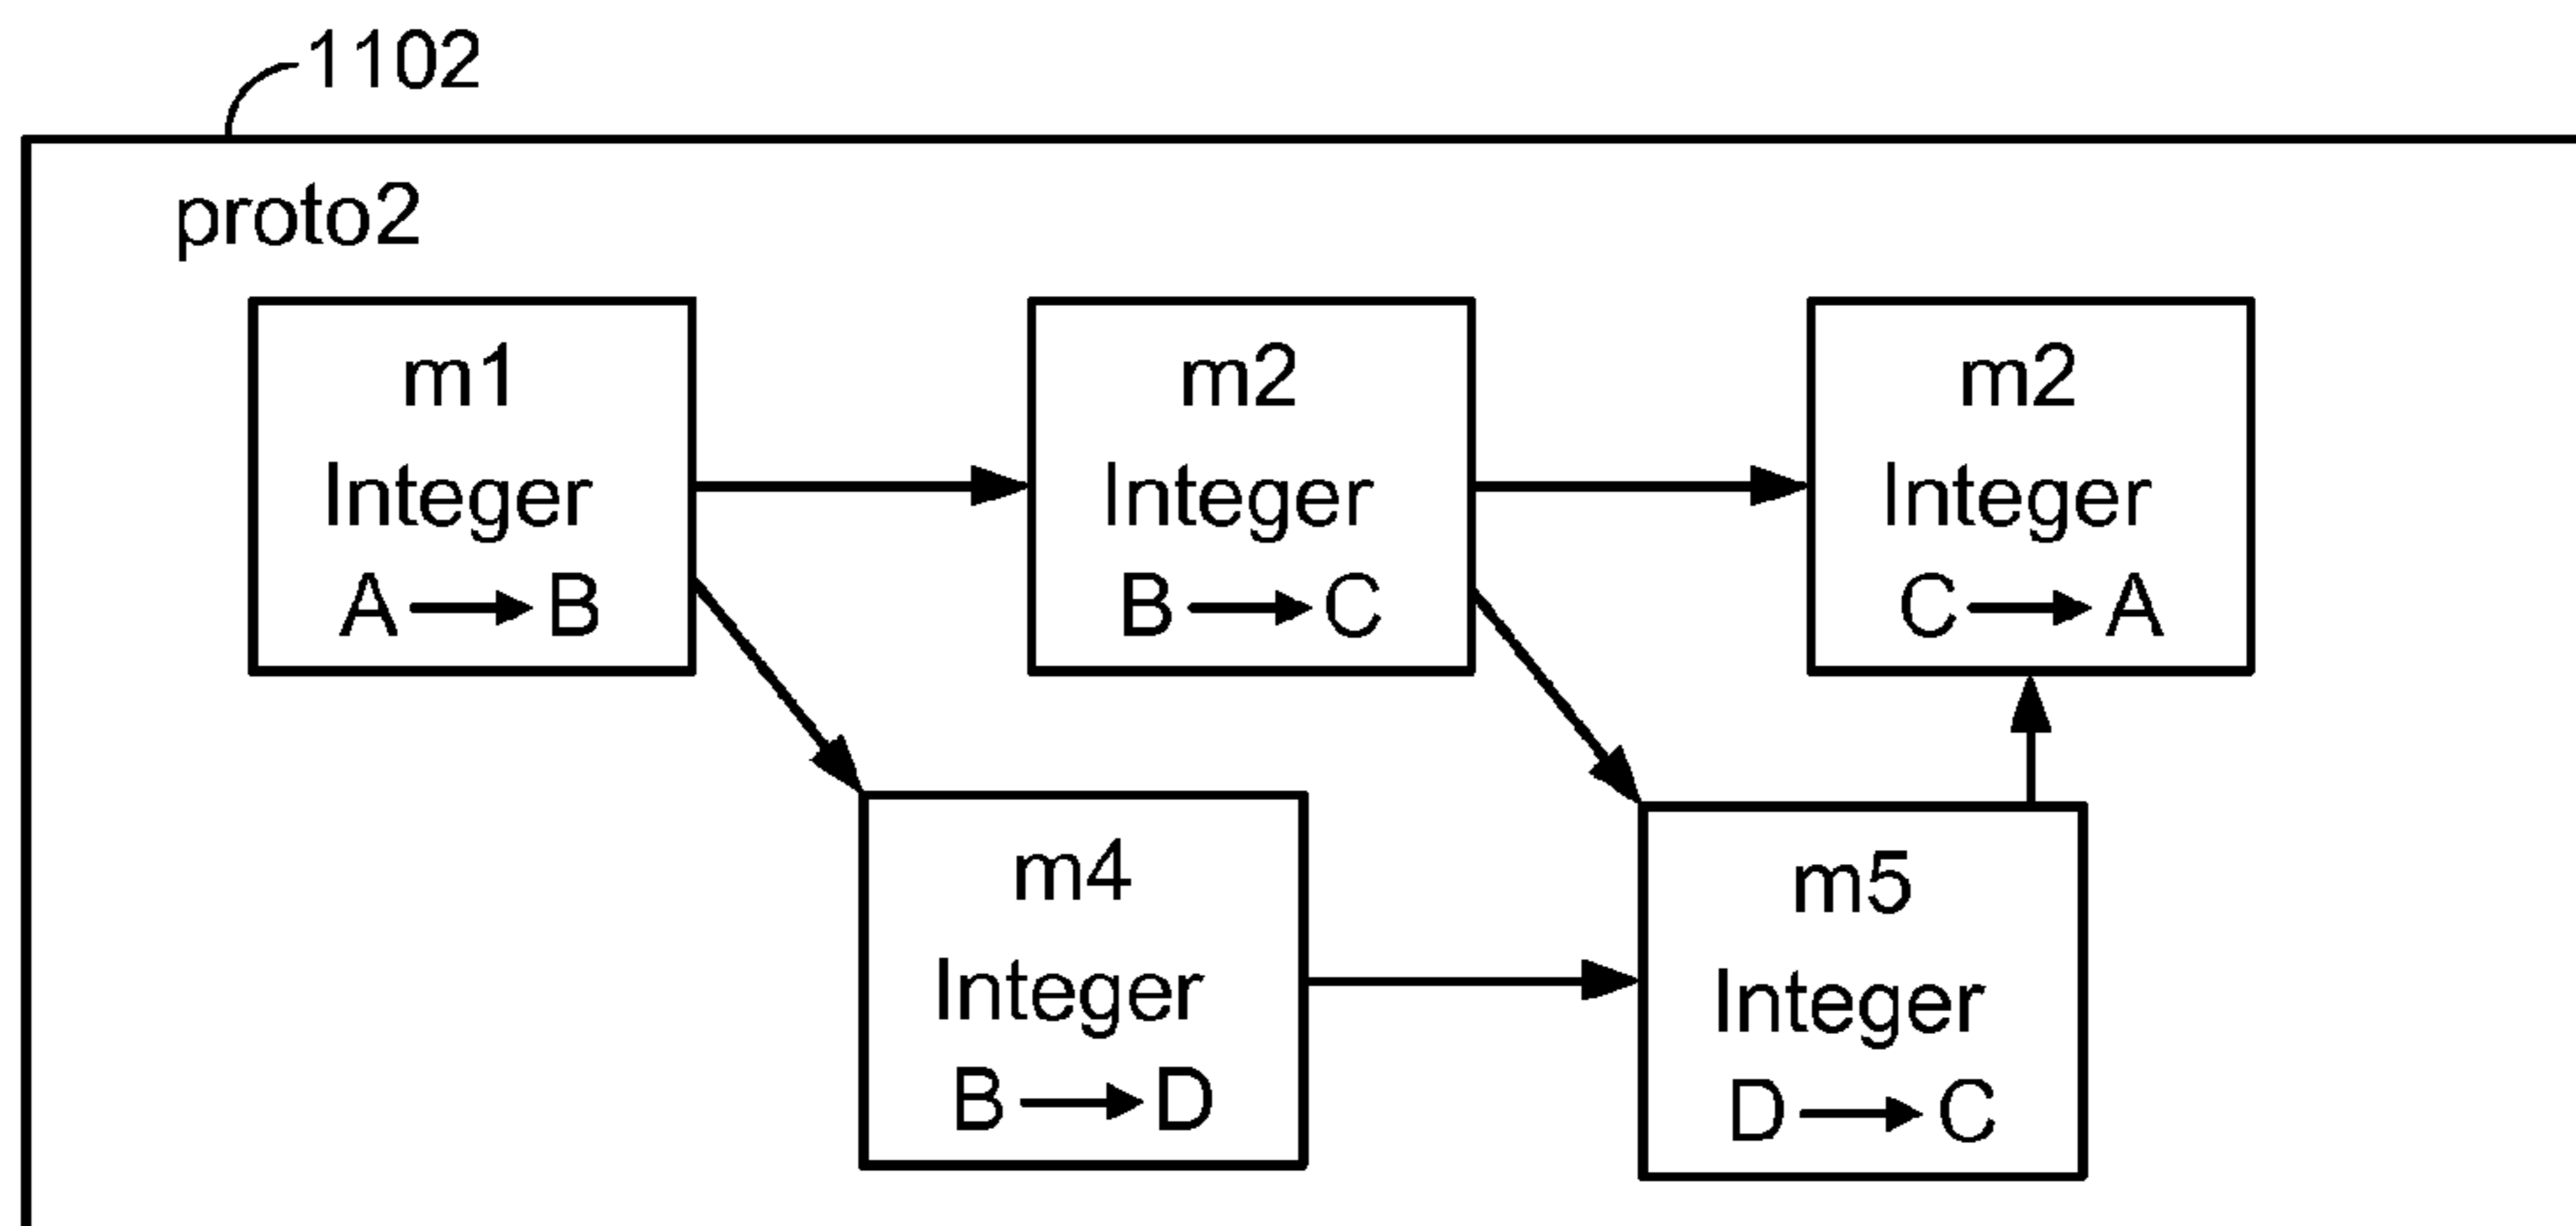 1102
proto2
m1
Integer
A → B
m2
Integer
B → C
m2
Integer
C → A
m4
Integer
B → D
m5
Integer
D → C